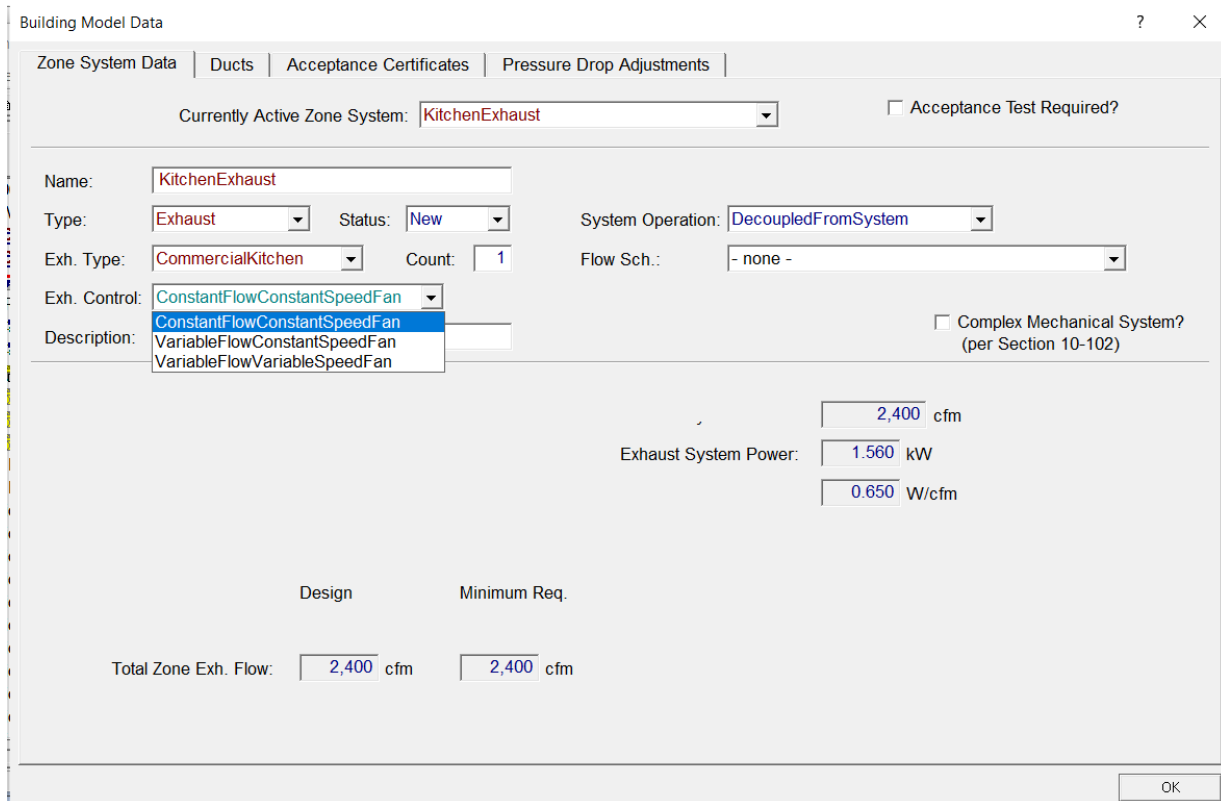 Building Model Data ? ×
Zone System Data Ducts Acceptance Certificates Pressure Drop Adjustments
Currently Active Zone System: KitchenExhaust Acceptance Test Required?
Name: KitchenExhaust
Type: Exhaust Status: New System Operation: DecoupledFromSystem
Exh. Type: CommercialKitchen Count: 1 Flow Sch.: - none -
Exh. Control: ConstantFlowConstantSpeedFan
ConstantFlowConstantSpeedFan
VariableFlowConstantSpeedFan
VariableFlowVariableSpeedFan
Description:
Complex Mechanical System?
(per Section 10-102)
2,400 cfm
Exhaust System Power: 1.560 kW
0.650 W/cfm
Design Minimum Req.
Total Zone Exh. Flow: 2,400 cfm 2,400 cfm
OK